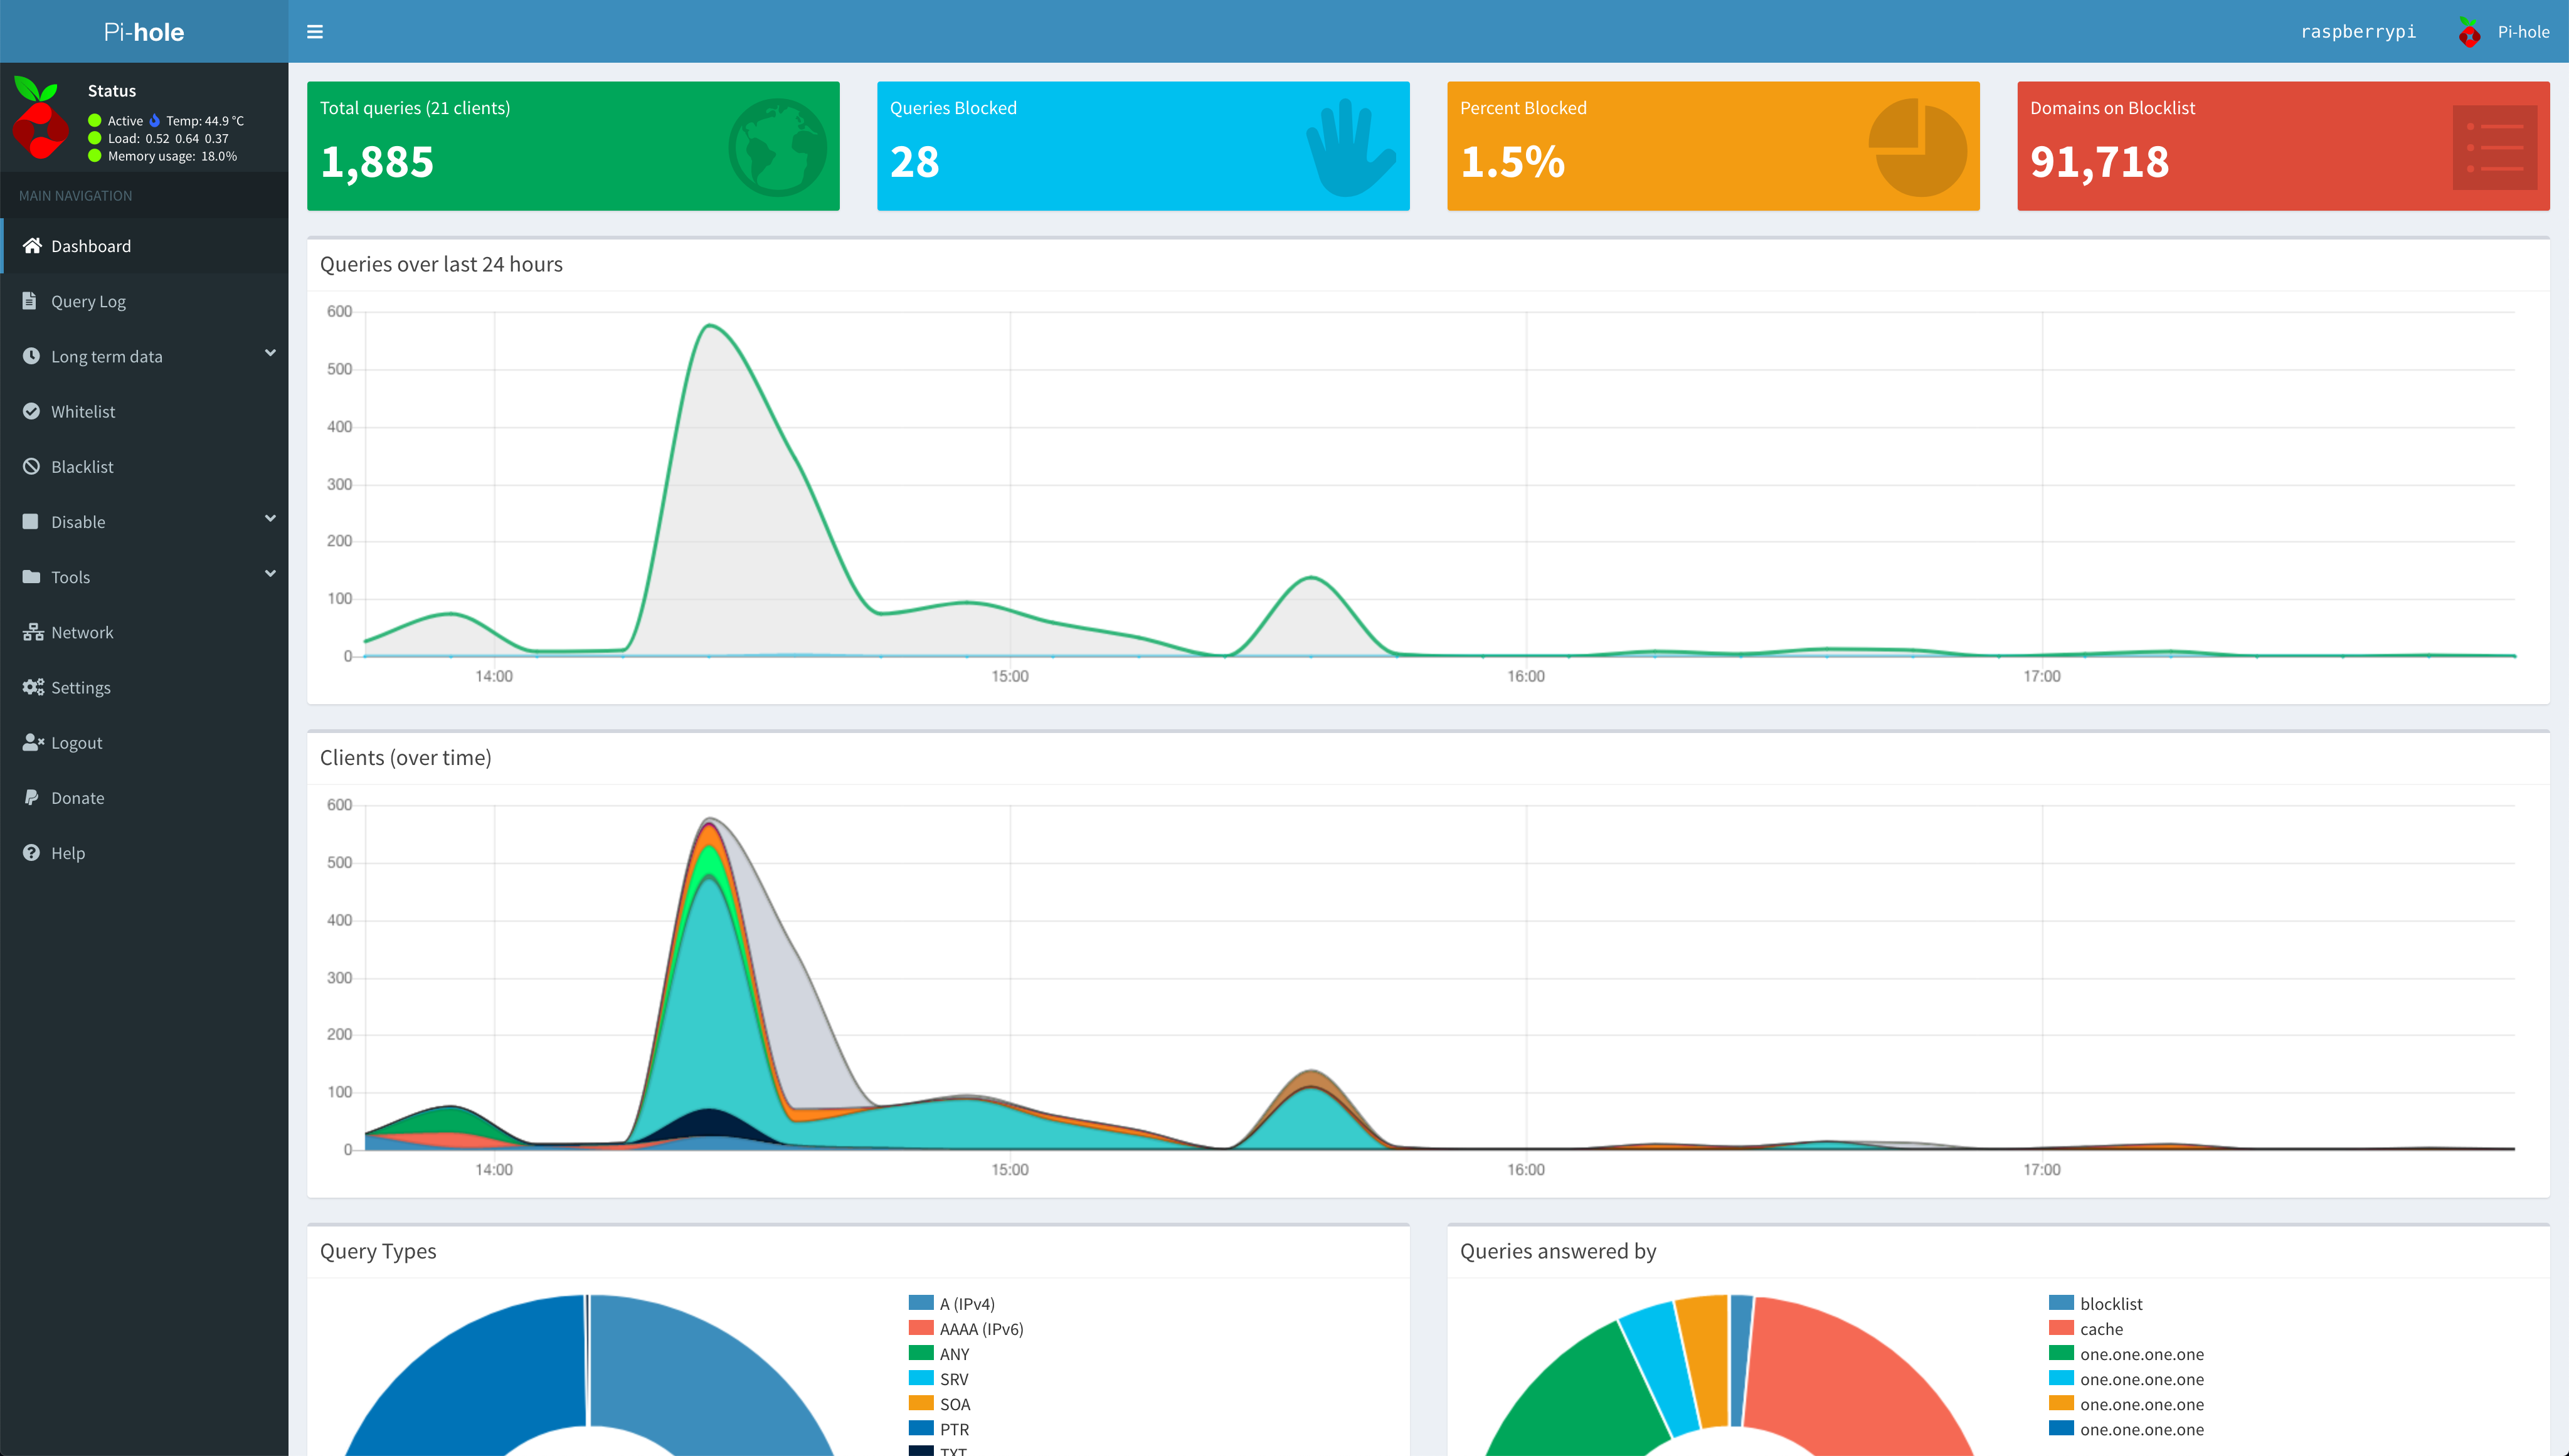 Pi-hole
raspberrypi
Pi-hole
Status
Active Temp: 44.9 °C
Load: 0.52 0.64 0.37
Memory usage: 18.0%
MAIN NAVIGATION
Dashboard
Query Log
Long term data
Whitelist
Blacklist
Disable
Tools
Network
Settings
Logout
Donate
Help
Total queries (21 clients)
1,885
Queries Blocked
28
Percent Blocked
1.5%
Domains on Blocklist
91,718
Queries over last 24 hours
600
500
400
300
200
100
0
14:00 15:00 16:00 17:00
Clients (over time)
600
500
400
300
200
100
0
14:00 15:00 16:00 17:00
Query Types
A (IPv4)
AAAA (IPv6)
ANY
SRV
SOA
PTR
TXT
Queries answered by
blocklist
cache
one.one.one.one
one.one.one.one
one.one.one.one
one.one.one.one